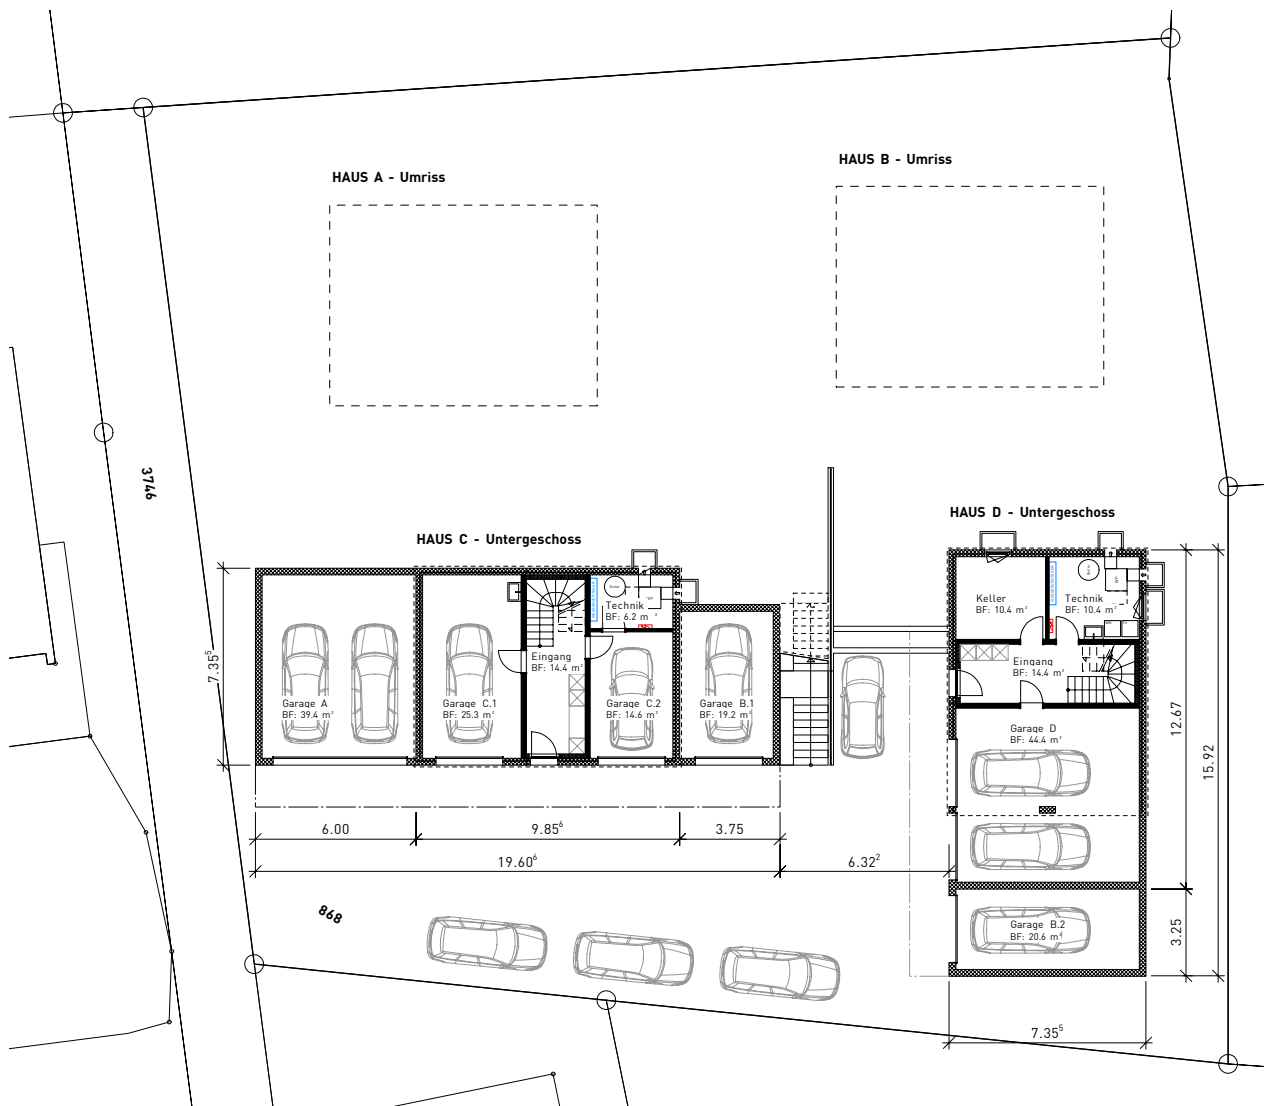 HAUS A - Umriss
HAUS B - Umriss
3746
HAUS C - Untergeschoss
HAUS D - Untergeschoss
7.35⁵
Garage A
BF: 39.4 m²
Garage C.1
BF: 25.3 m²
Eingang
BF: 14.4 m²
Technik
BF: 6.2 m²
Garage C.2
BF: 14.6 m²
Garage B.1
BF: 19.2 m²
Keller
BF: 10.4 m²
Technik
BF: 10.4 m²
Eingang
BF: 14.4 m²
Garage D
BF: 44.4 m²
Garage B.2
BF: 20.6 m²
12.67
15.92
3.25
6.00
9.85⁶
3.75
19.60⁶
6.32²
868
7.35⁵